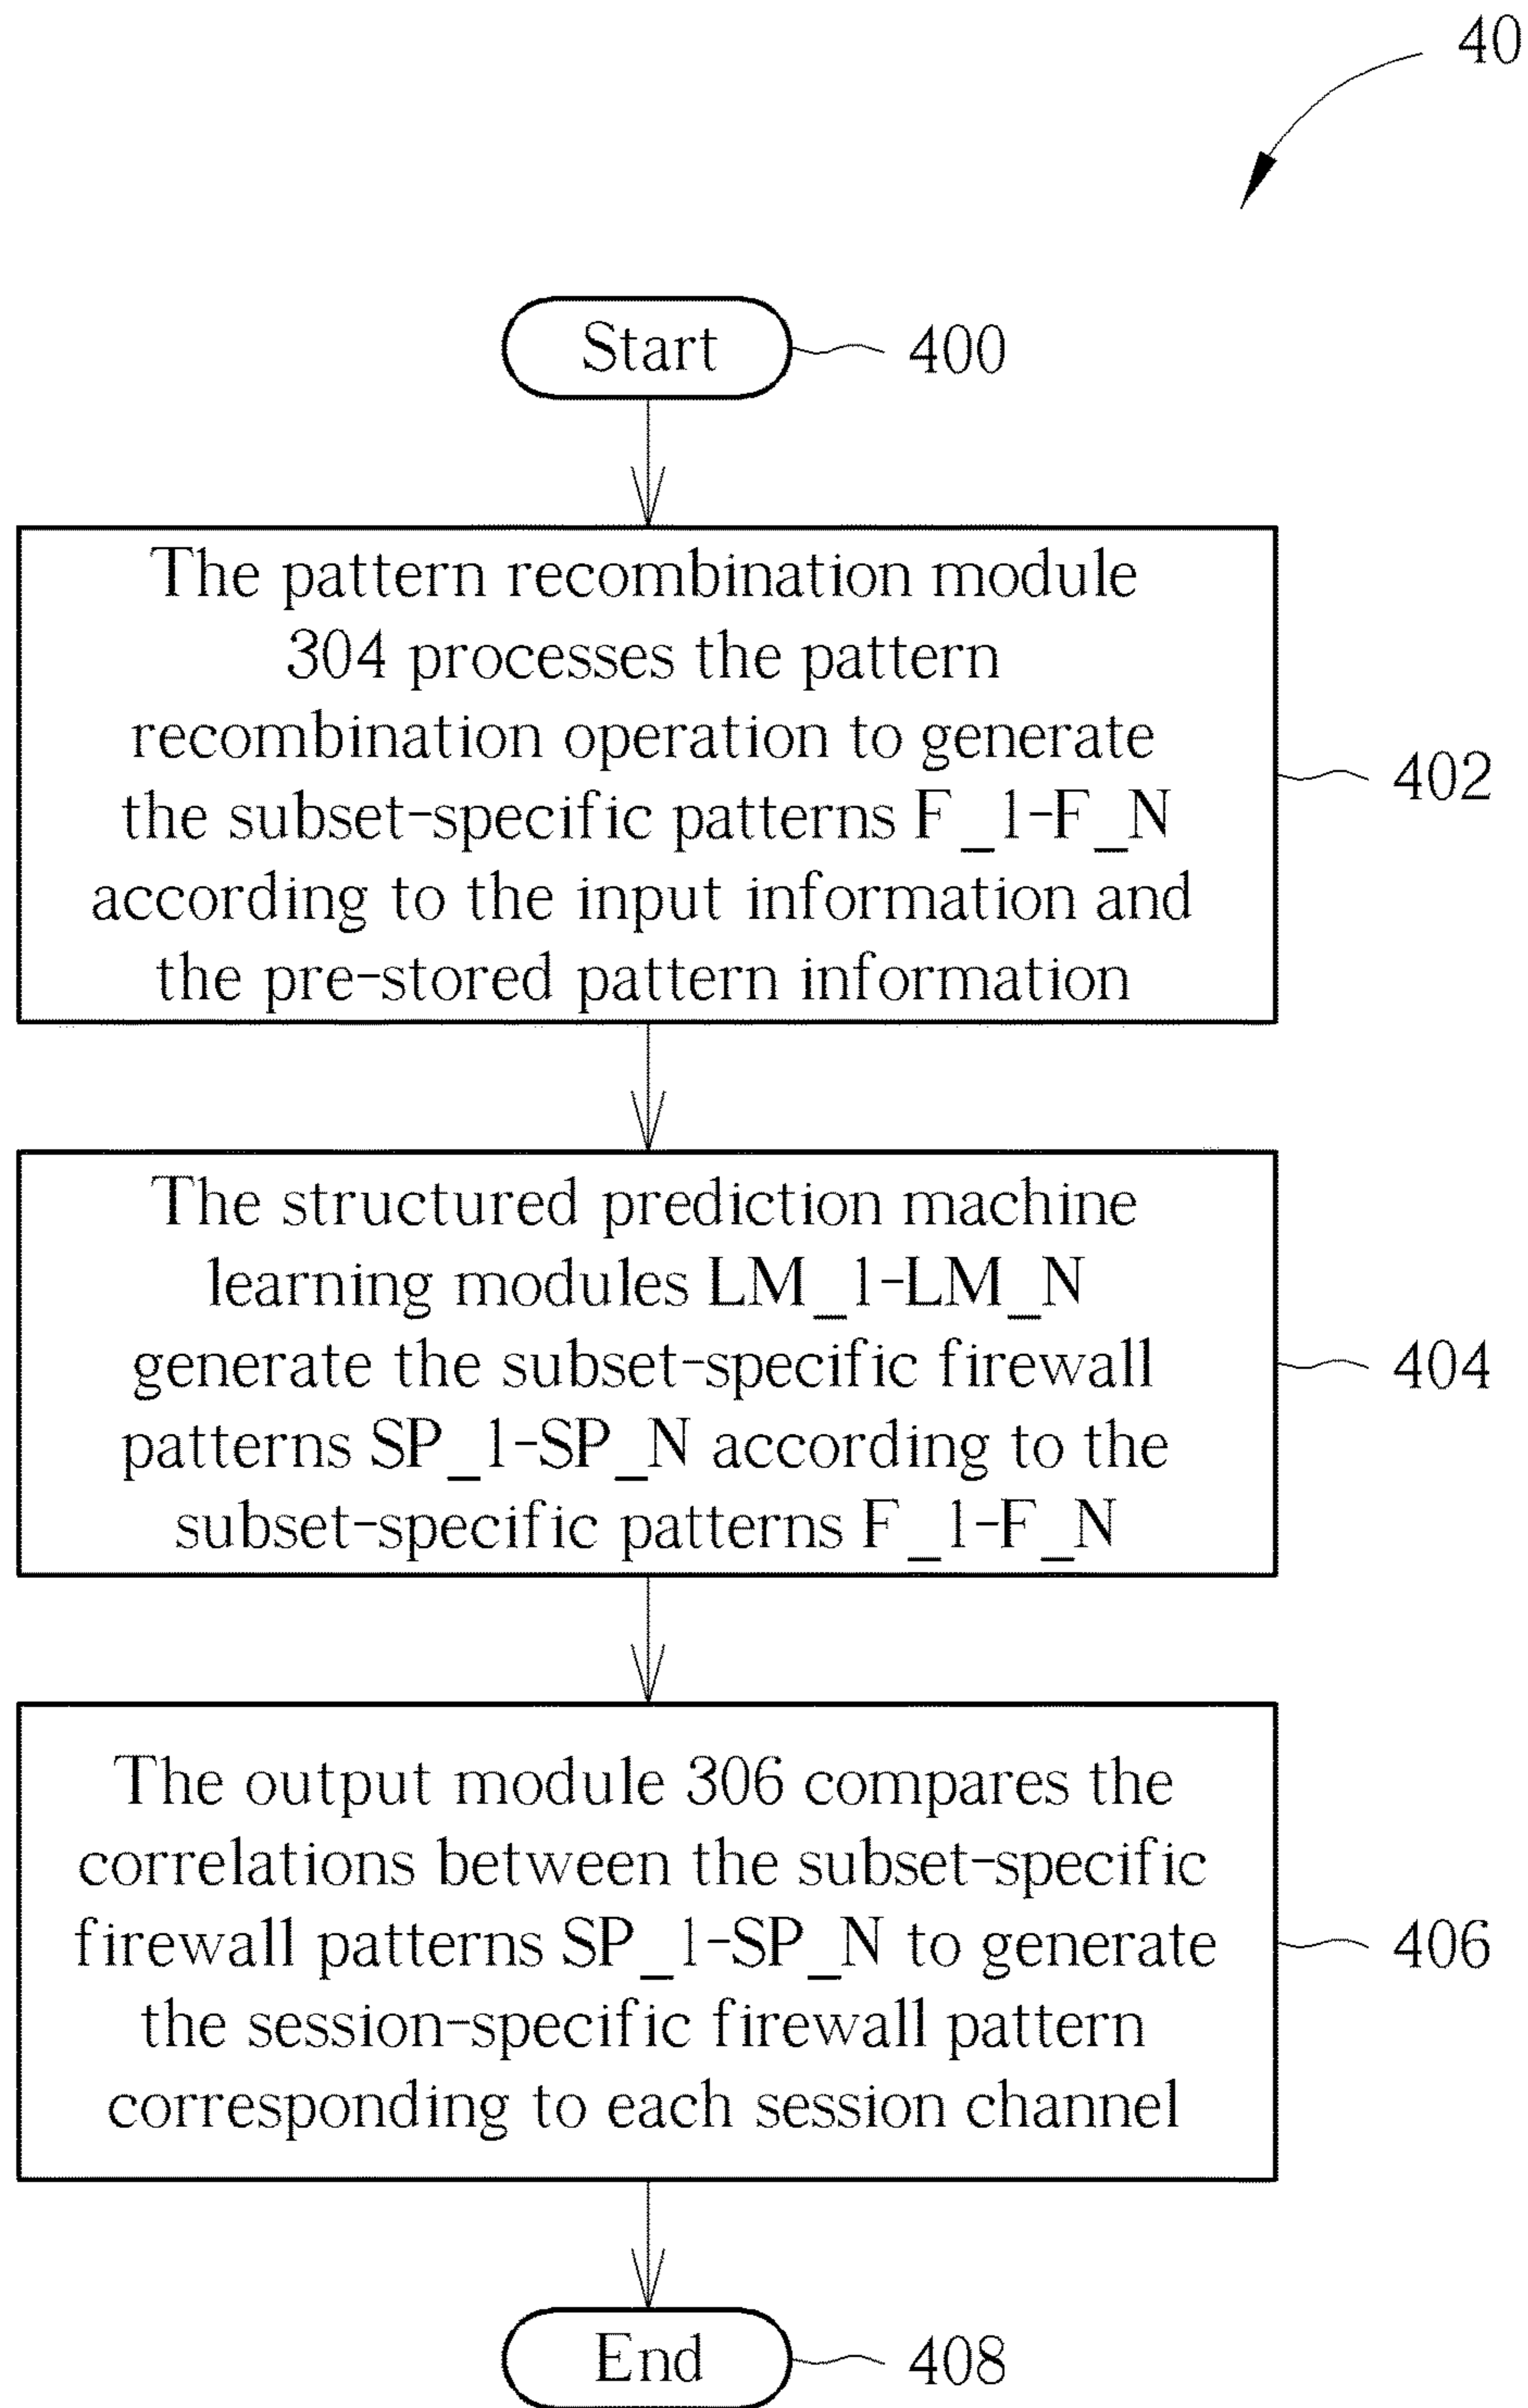 40
Start
400
The pattern recombination module
304 processes the pattern
recombination operation to generate
the subset-specific patterns F_1-F_N
according to the input information and
the pre-stored pattern information
402
The structured prediction machine
learning modules LM_1-LM_N
generate the subset-specific firewall
patterns SP_1-SP_N according to the
subset-specific patterns F_1-F_N
404
The output module 306 compares the
correlations between the subset-specific
firewall patterns SP_1-SP_N to generate
the session-specific firewall pattern
corresponding to each session channel
406
End
408